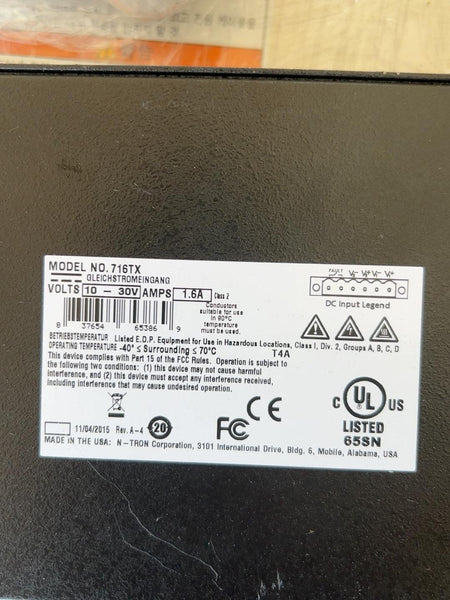 MODEL NO. 716TX
GLEICHSTROMEINGANG
VOLTS 10 – 30V AMPS 1.6A Class 2
8 37654 65386 9
Conductors
suitable for use
in 90°C
temperature
must be used.
FAULT V2- V2+ V1- V1+
DC Input Legend
BETRIEBSTEMPERATUR Listed E.D.P. Equipment for Use in Hazardous Locations, Class I, Div. 2, Groups A, B, C, D
OPERATING TEMPERATURE -40° ≤ Surrounding ≤ 70°C T4A
This device complies with Part 15 of the FCC Rules. Operation is subject to
the following two conditions: (1) this device may not cause harmful
interference, and (2) this device must accept any interference received
including interference that may cause undesired operation.
FC CE
C UL US
LISTED
65SN
11/04/2015 Rev. A-4 20
MADE IN THE USA: N-TRON Corporation, 3101 International Drive, Bldg. 6, Mobile, Alabama, USA